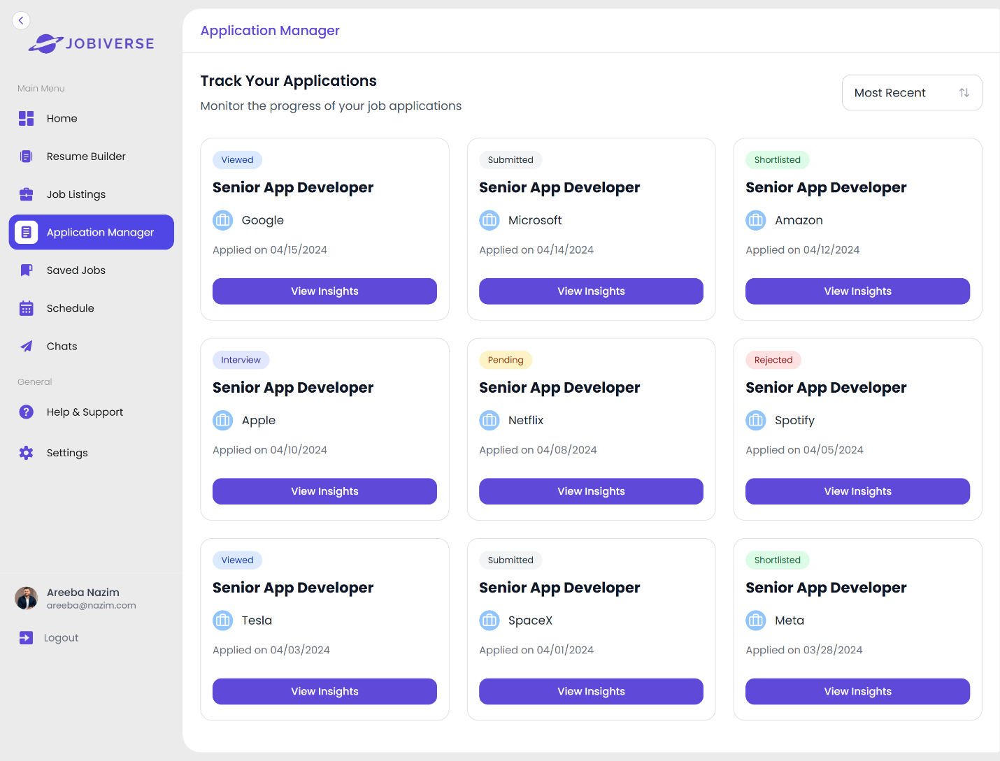 JOBIVERSE
Main Menu
Home
Resume Builder
Job Listings
Application Manager
Saved Jobs
Schedule
Chats
General
Help & Support
Settings
Areeba Nazim
areeba@nazim.com
Logout
Application Manager
Track Your Applications
Monitor the progress of your job applications
Most Recent
Viewed
Senior App Developer
Google
Applied on 04/15/2024
View Insights
Submitted
Senior App Developer
Microsoft
Applied on 04/14/2024
View Insights
Shortlisted
Senior App Developer
Amazon
Applied on 04/12/2024
View Insights
Interview
Senior App Developer
Apple
Applied on 04/10/2024
View Insights
Pending
Senior App Developer
Netflix
Applied on 04/08/2024
View Insights
Rejected
Senior App Developer
Spotify
Applied on 04/05/2024
View Insights
Viewed
Senior App Developer
Tesla
Applied on 04/03/2024
View Insights
Submitted
Senior App Developer
SpaceX
Applied on 04/01/2024
View Insights
Shortlisted
Senior App Developer
Meta
Applied on 03/28/2024
View Insights